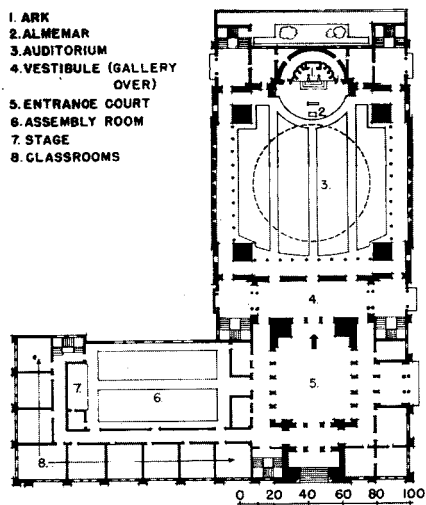 1. ARK
2. ALMEMAR
3. AUDITORIUM
4. VESTIBULE (GALLERY
OVER)
5. ENTRANCE COURT
6. ASSEMBLY ROOM
7. STAGE
8. CLASSROOMS
1.
2
3.
4.
5.
7.
6.
8.
0 20 40 60 80 100